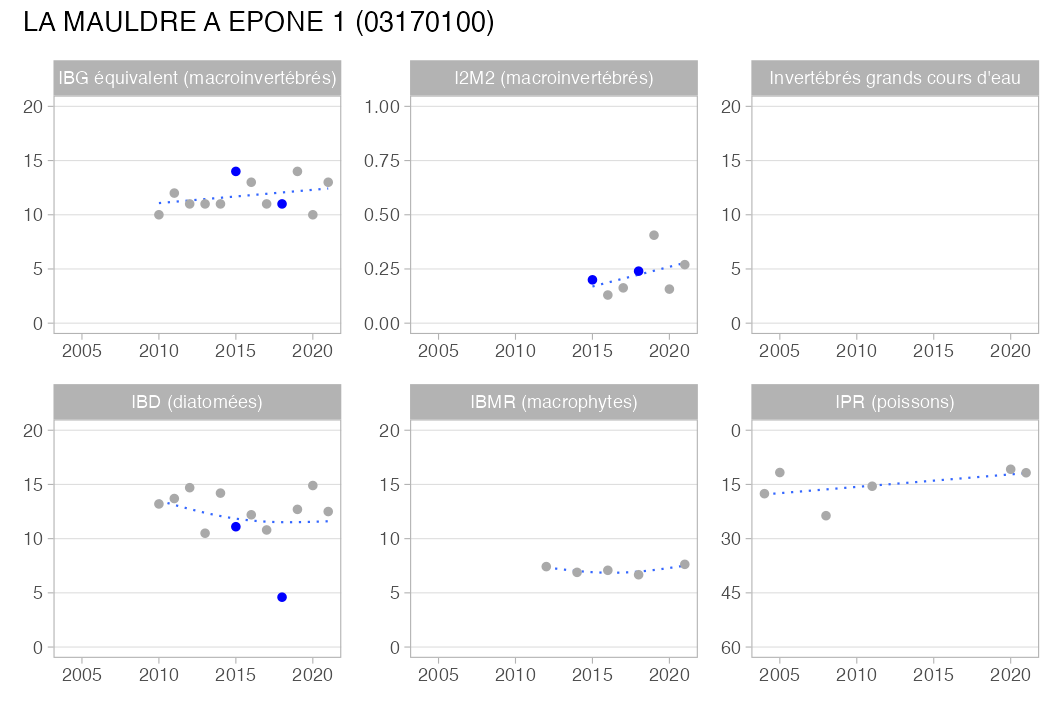 LA MAULDRE A EPONE 1 (03170100)
IBG équivalent (macroinvertébrés)
I2M2 (macroinvertébrés)
Invertébrés grands cours d'eau
20
15
10
5
0
2005 2010 2015 2020
1.00
0.75
0.50
0.25
0.00
2005 2010 2015 2020
20
15
10
5
0
2005 2010 2015 2020
IBD (diatomées)
IBMR (macrophytes)
IPR (poissons)
20
15
10
5
0
2005 2010 2015 2020
20
15
10
5
0
2005 2010 2015 2020
0
15
30
45
60
2005 2010 2015 2020